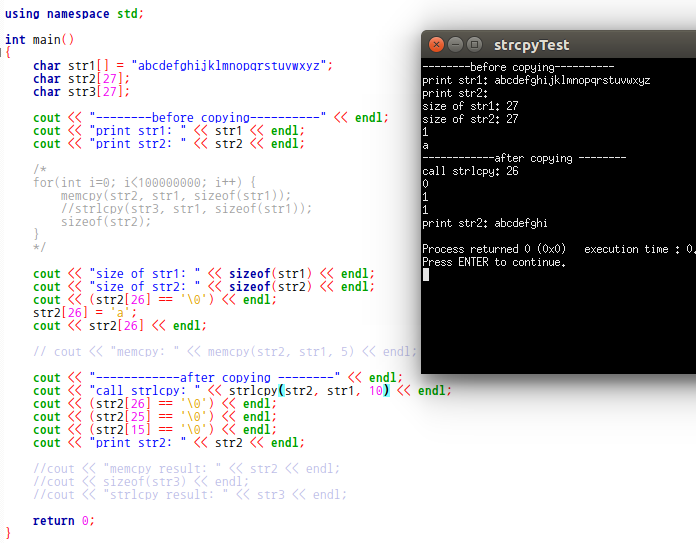 using namespace std;
int main()
{
char str1[] = "abcdefghijklmnopqrstuvwxyz";
char str2[27];
char str3[27];
cout << "--------before copying----------" << endl;
cout << "print str1: " << str1 << endl;
cout << "print str2: " << str2 << endl;
/*
for(int i=0; i<100000000; i++) {
memcpy(str2, str1, sizeof(str1));
//strlcpy(str3, str1, sizeof(str1));
sizeof(str2);
}
*/
cout << "size of str1: " << sizeof(str1) << endl;
cout << "size of str2: " << sizeof(str2) << endl;
cout << (str2[26] == '\0') << endl;
str2[26] = 'a';
cout << str2[26] << endl;
// cout << "memcpy: " << memcpy(str2, str1, 5) << endl;
cout << "------------after copying --------" << endl;
cout << "call strlcpy: " << strlcpy(str2, str1, 10) << endl;
cout << (str2[26] == '\0') << endl;
cout << (str2[25] == '\0') << endl;
cout << (str2[15] == '\0') << endl;
cout << "print str2: " << str2 << endl;
//cout << "memcpy result: " << str2 << endl;
//cout << sizeof(str3) << endl;
//cout << "strlcpy result: " << str3 << endl;
return 0;
}
strcpyTest
--------before copying----------
print str1: abcdefghijklmnopqrstuvwxyz
print str2:
size of str1: 27
size of str2: 27
1
a
------------after copying --------
call strlcpy: 26
0
1
1
print str2: abcdefghi
Process returned 0 (0x0) execution time : 0.
Press ENTER to continue.